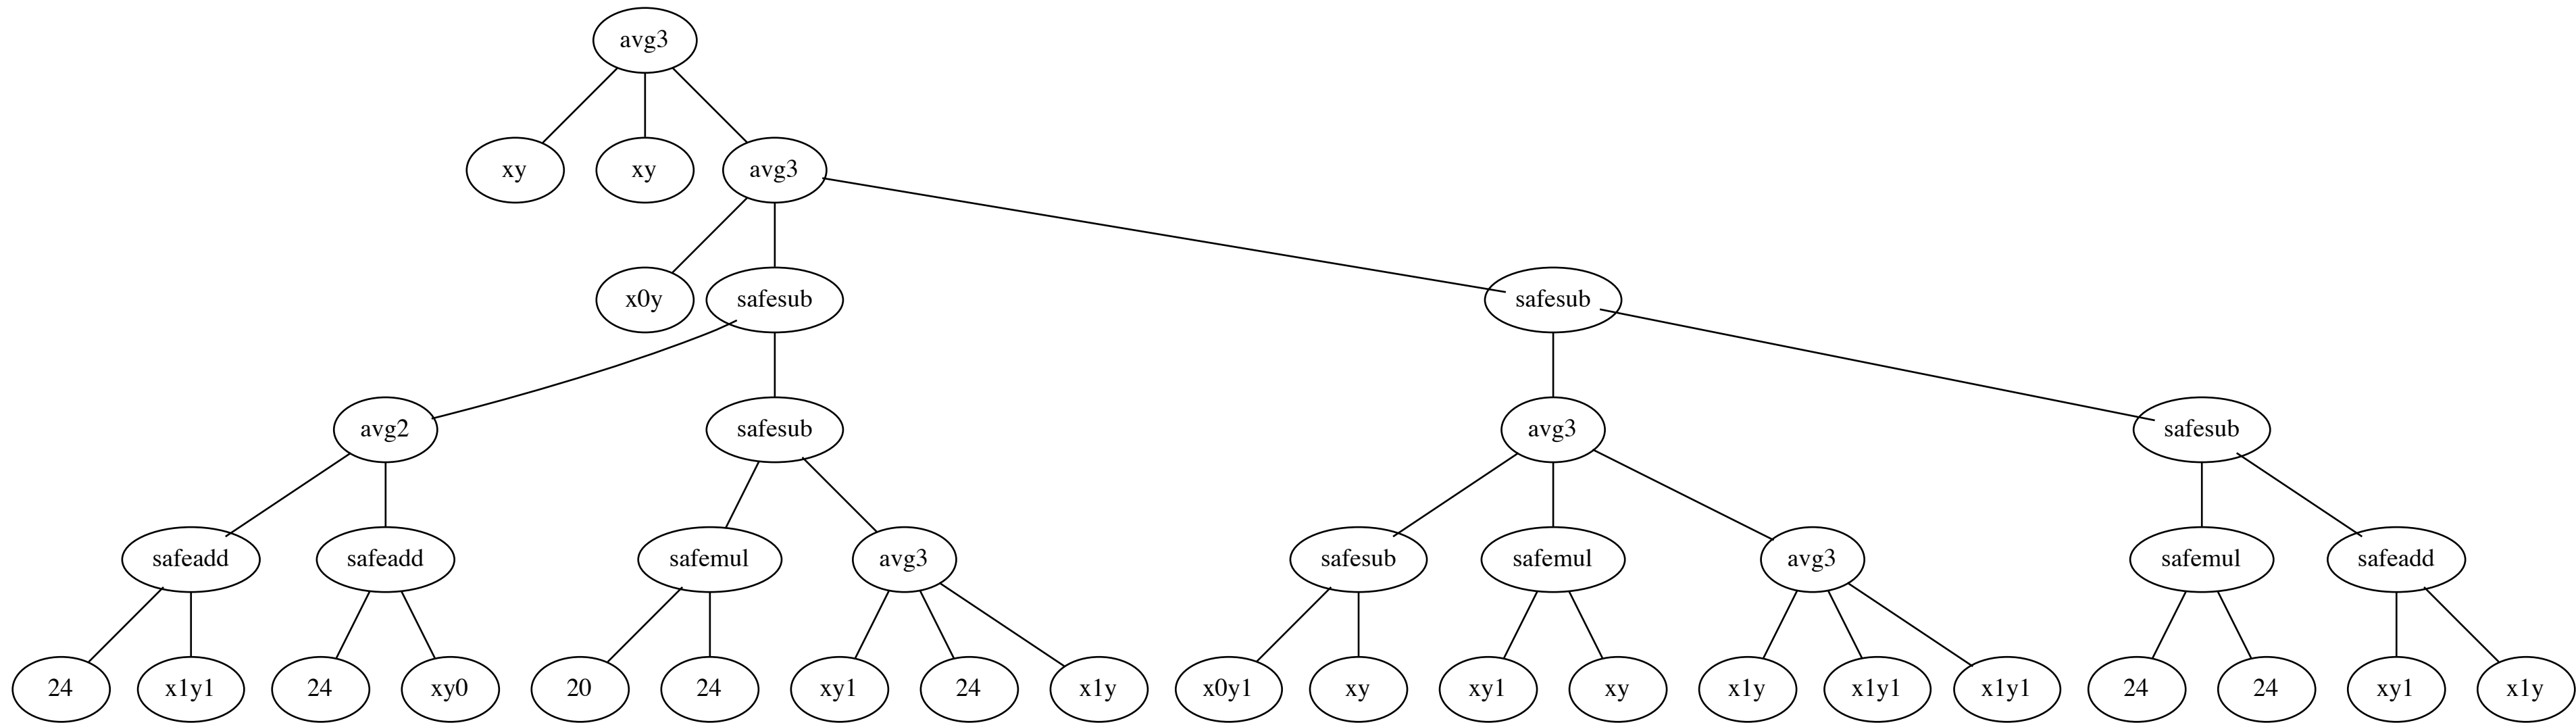 avg3
xy xy avg3
x0y safesub safesub
avg2 safesub avg3 safesub
safeadd safeadd safemul avg3 safesub safemul avg3 safemul safeadd
24 x1y1 24 xy0 20 24 xy1 24 x1y x0y1 xy xy1 xy x1y x1y1 x1y1 24 24 xy1 x1y